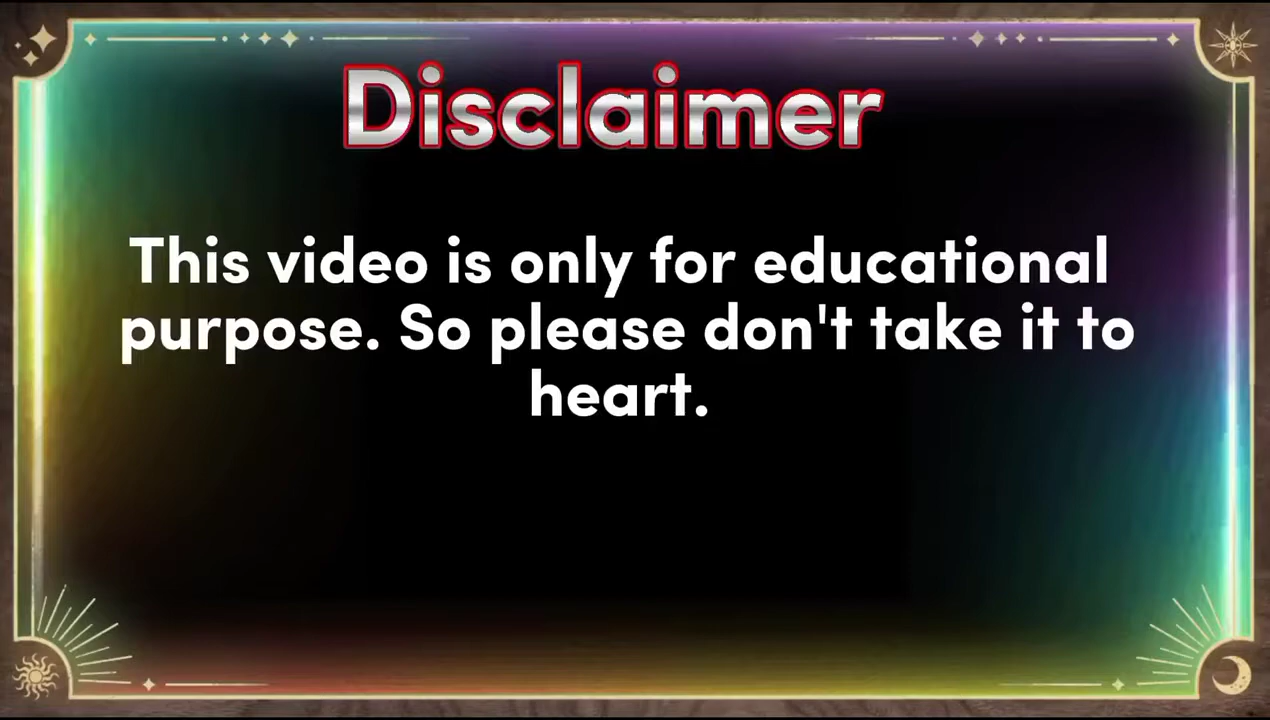 Disclaimer
This video is only for educational
purpose. So please don't take it to
heart.